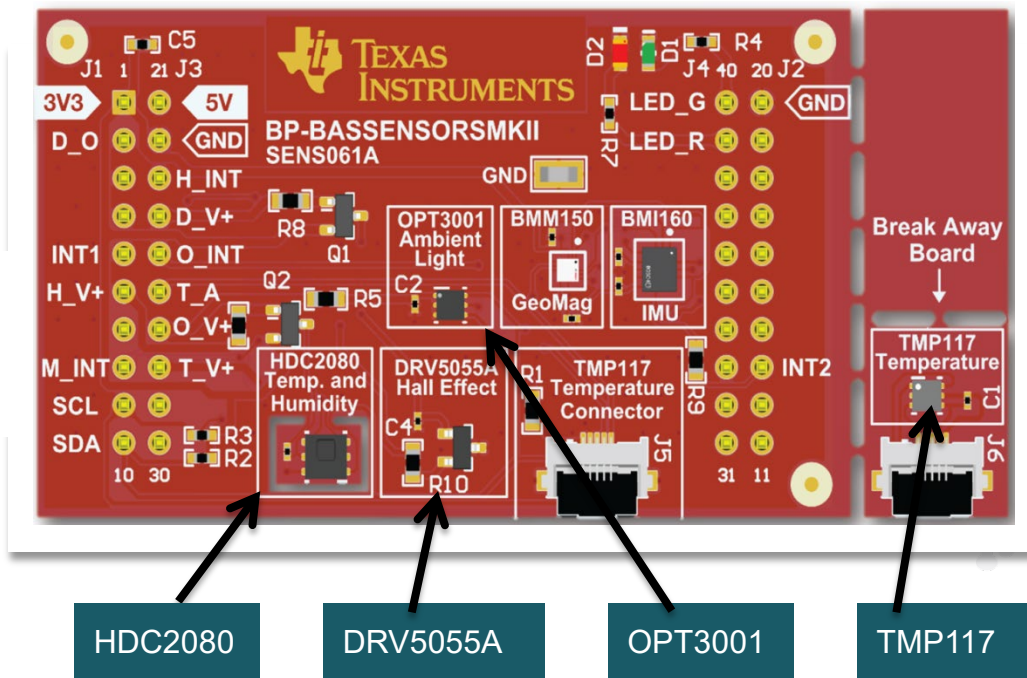 C5
J1 1 21 J3
TEXAS
INSTRUMENTS
D2
D1
R4
J4 40 20 J2
3V3
5V
LED_G
GND
D_O
GND
BP-BASSENSORSMKII
SENS061A
R7
LED_R
H_INT
GND
D_V+
R8
Q1
OPT3001
Ambient
Light
C2
BMM150
GeoMag
BMI160
IMU
Break Away
Board
INT1
O_INT
H_V+
T_A
Q2
R5
O_V+
M_INT
T_V+
HDC2080
Temp. and
Humidity
DRV5055A
Hall Effect
C4
R10
R1
TMP117
Temperature
Connector
J5
R9
INT2
TMP117
Temperature
C1
J6
SCL
SDA
R3
R2
10 30
31 11
HDC2080
DRV5055A
OPT3001
TMP117